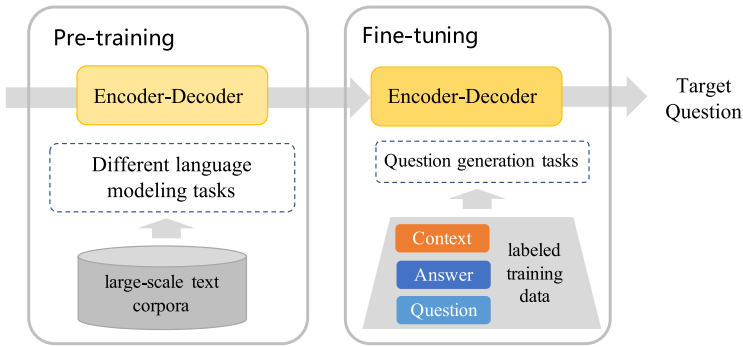 Pre-training
Encoder-Decoder
Different language
modeling tasks
large-scale text
corpora
Fine-tuning
Encoder-Decoder
Question generation tasks
Context
Answer
Question
labeled
training
data
Target
Question